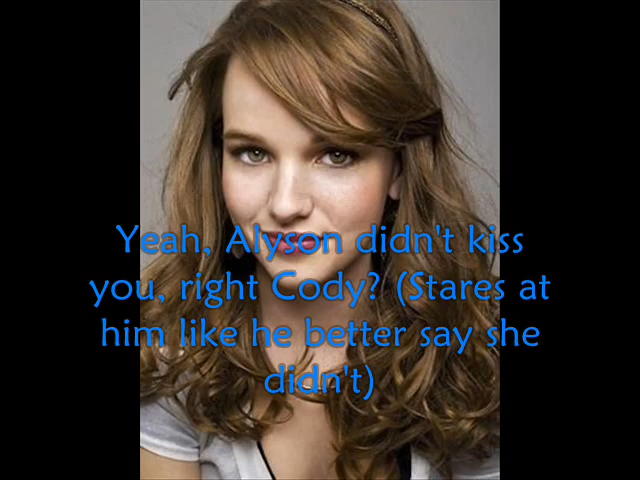 Yeah, Alyson didn't kiss
you, right Cody? (Stares at
him like he better say she
didn't)